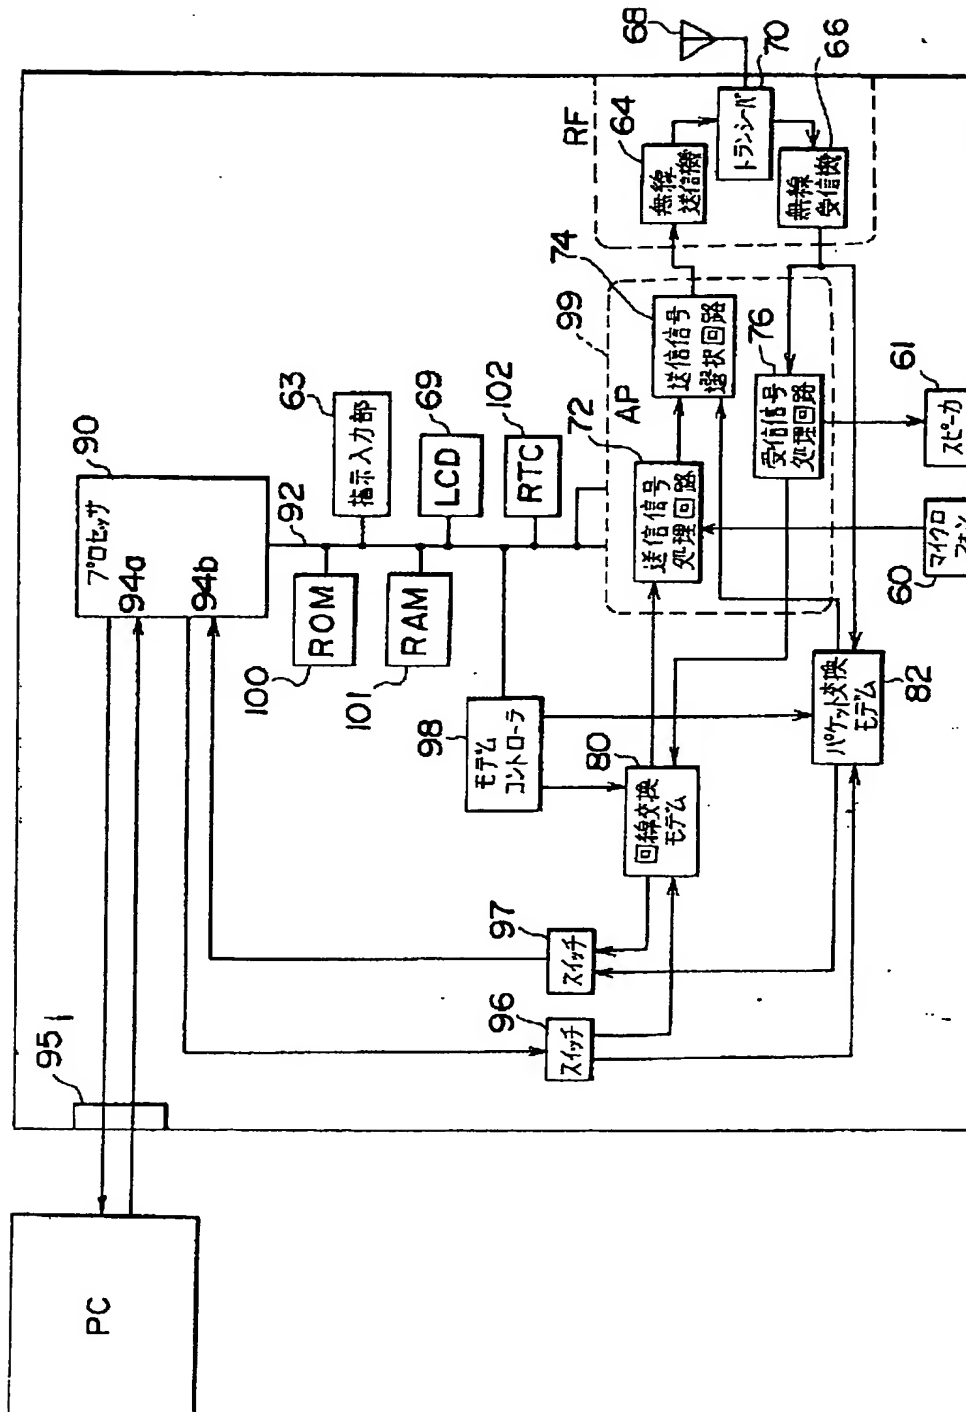 PC
95
プロセッサ
90
94a
94b
92
ROM
100
指示入力部
63
RAM
101
LCD
69
RTC
102
モデム
コントローラ
98
スイッチ
96
スイッチ
97
回線交換
モデム
80
パケット交換
モデム
82
AP
99
送信信号
処理回路
72
送信信号
選択回路
74
受信信号
処理回路
76
マイクロ
フォン
60
スピーカ
61
RF
無線
送信機
64
トランシーバ
70
無線
受信機
66
68